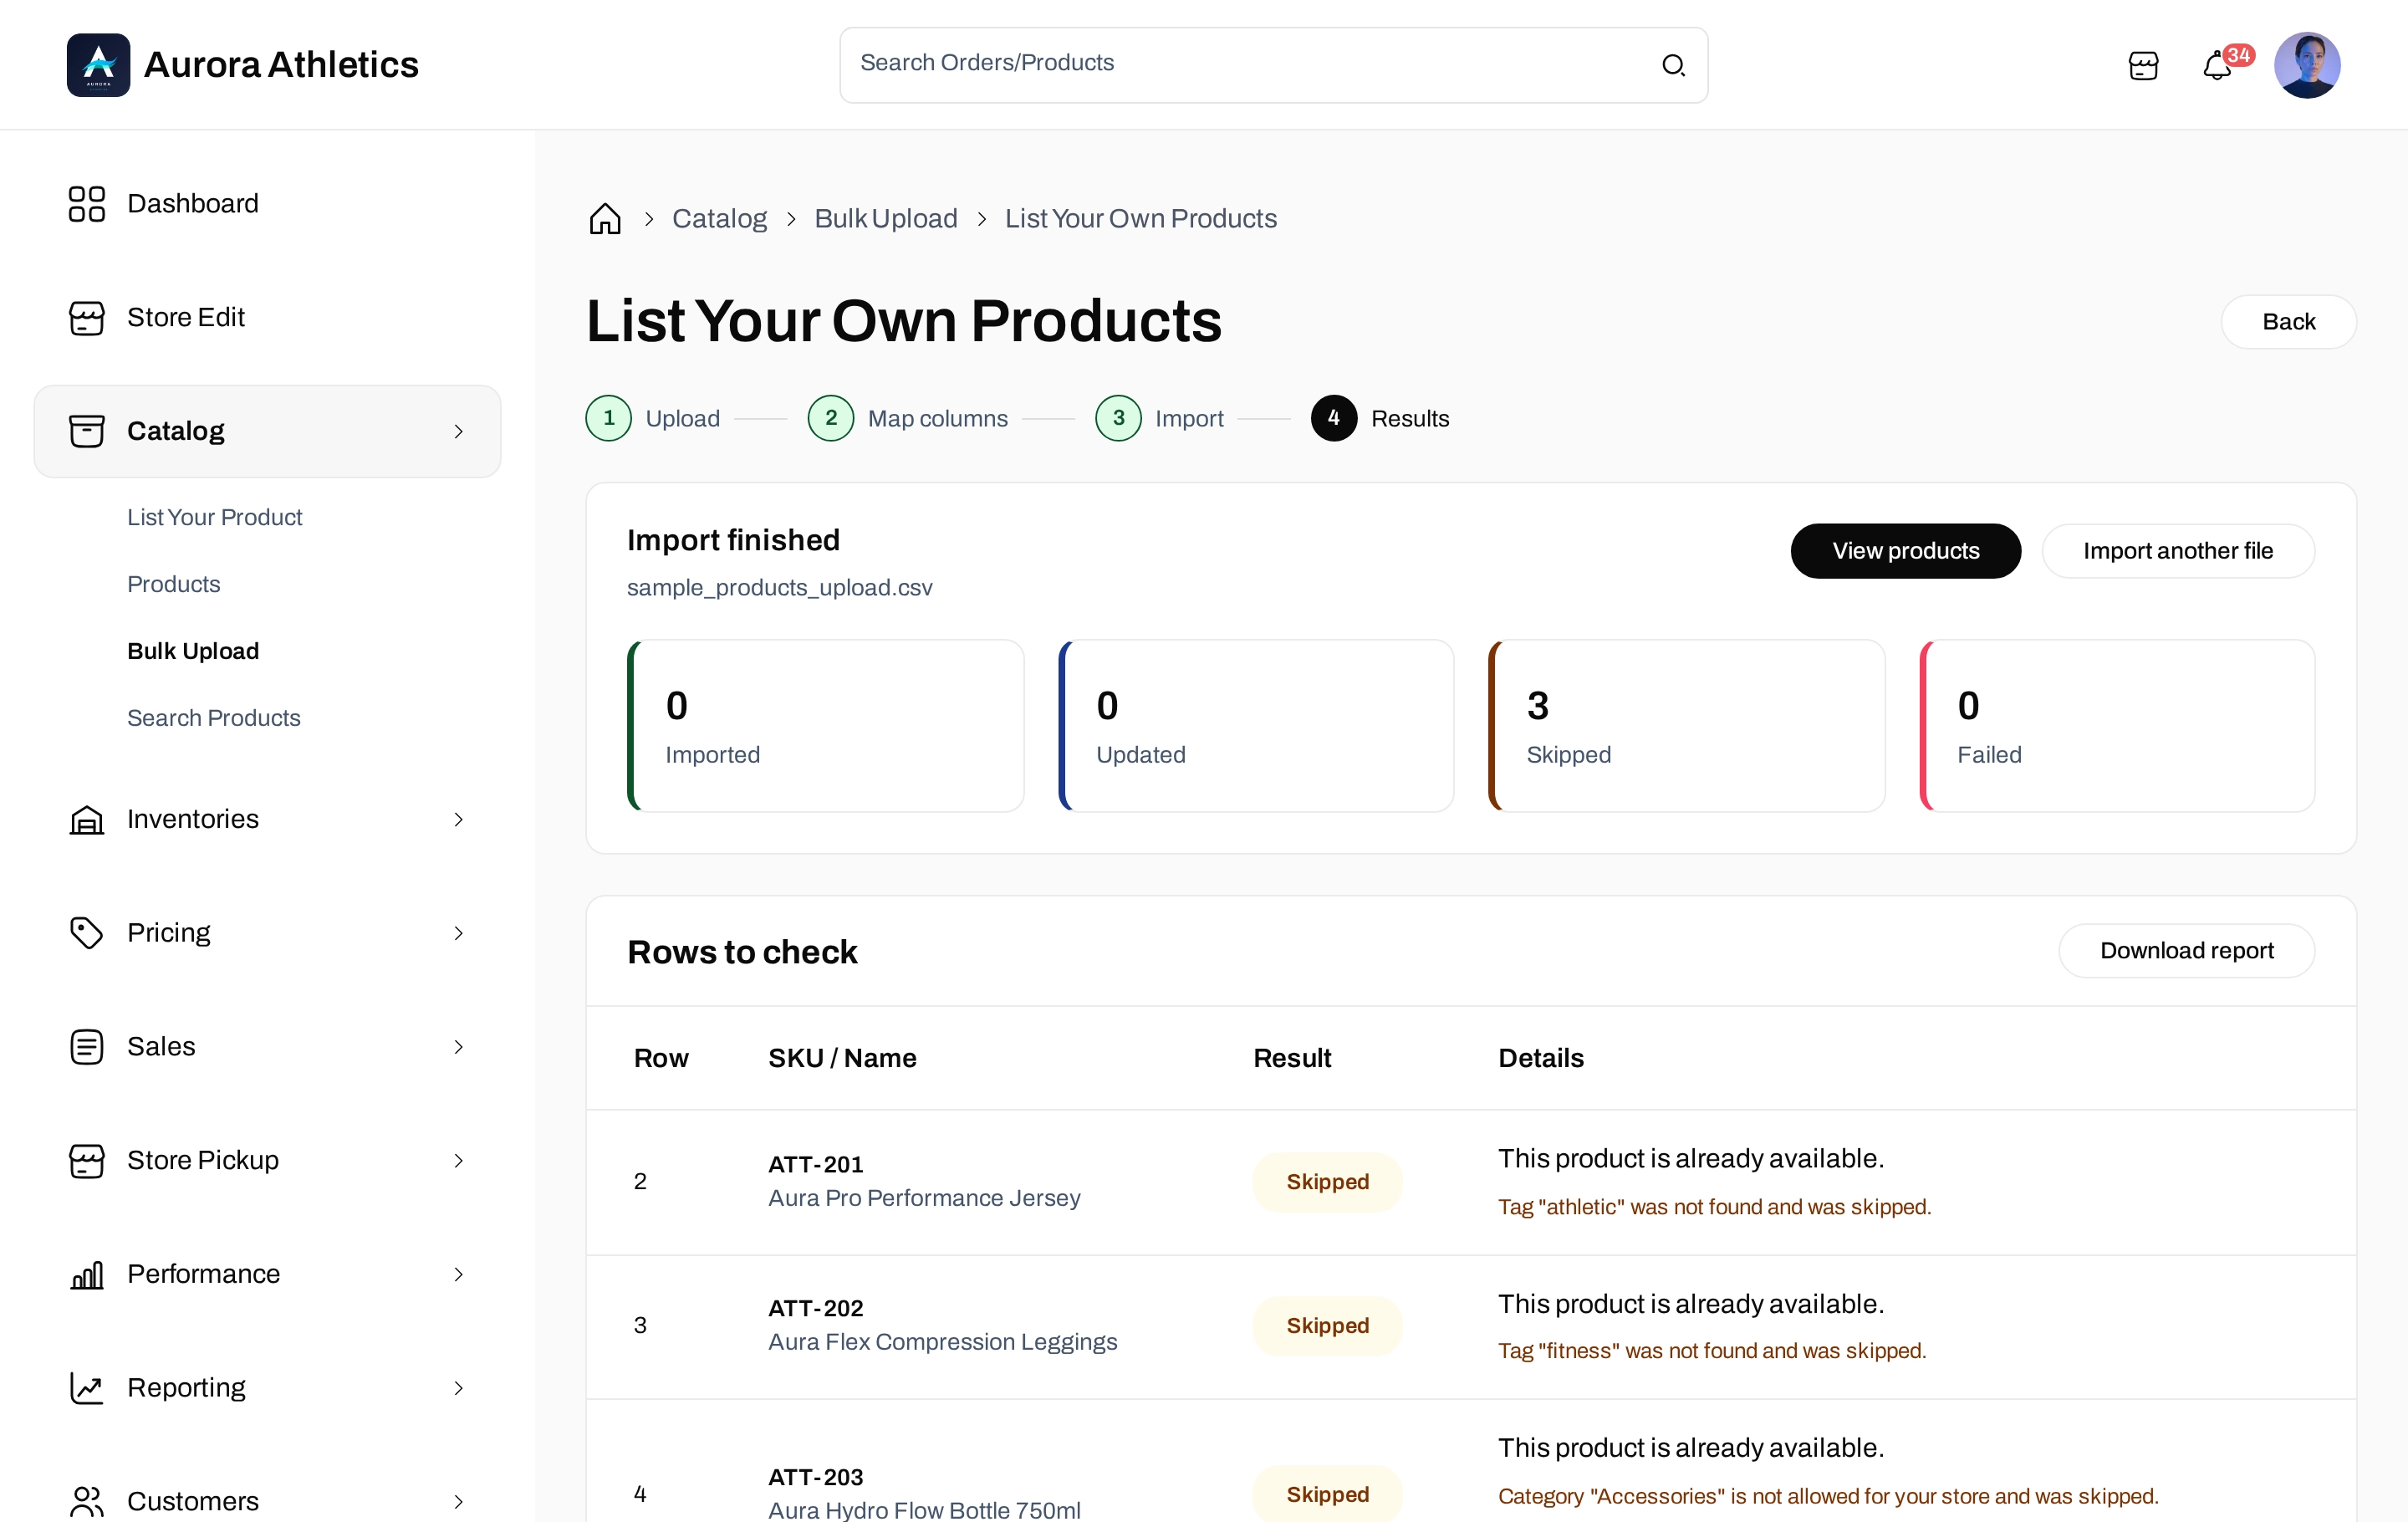 AURORA
Aurora Athletics
Search Orders/Products
34
Dashboard
Store Edit
Catalog
List Your Product
Products
Bulk Upload
Search Products
Inventories
Pricing
Sales
Store Pickup
Performance
Reporting
Customers
Catalog Bulk Upload List Your Own Products
List Your Own Products
Back
1 Upload 2 Map columns 3 Import 4 Results
Import finished
sample_products_upload.csv
View products
Import another file
0
Imported
0
Updated
3
Skipped
0
Failed
Rows to check
Download report
Row SKU / Name Result Details
2
ATT-201
Aura Pro Performance Jersey
Skipped
This product is already available.
Tag "athletic" was not found and was skipped.
3
ATT-202
Aura Flex Compression Leggings
Skipped
This product is already available.
Tag "fitness" was not found and was skipped.
4
ATT-203
Aura Hydro Flow Bottle 750ml
Skipped
This product is already available.
Category "Accessories" is not allowed for your store and was skipped.